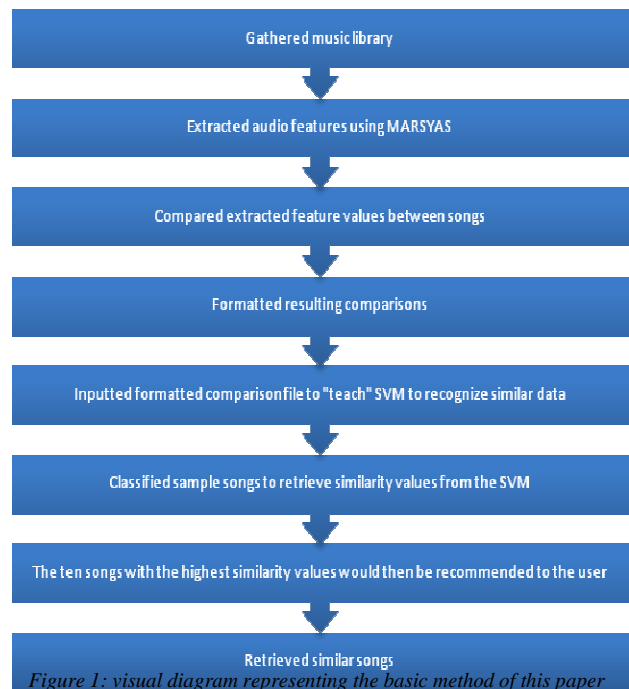 Gathered music library
Extracted audio features using MARSYAS
Compared extracted feature values between songs
Formatted resulting comparisons
Inputted formatted comparison file to "teach" SVM to recognize similar data
Classified sample songs to retrieve similarity values from the SVM
The ten songs with the highest similarity values would then be recommended to the user
Retrieved similar songs
Figure 1: visual diagram representing the basic method of this paper